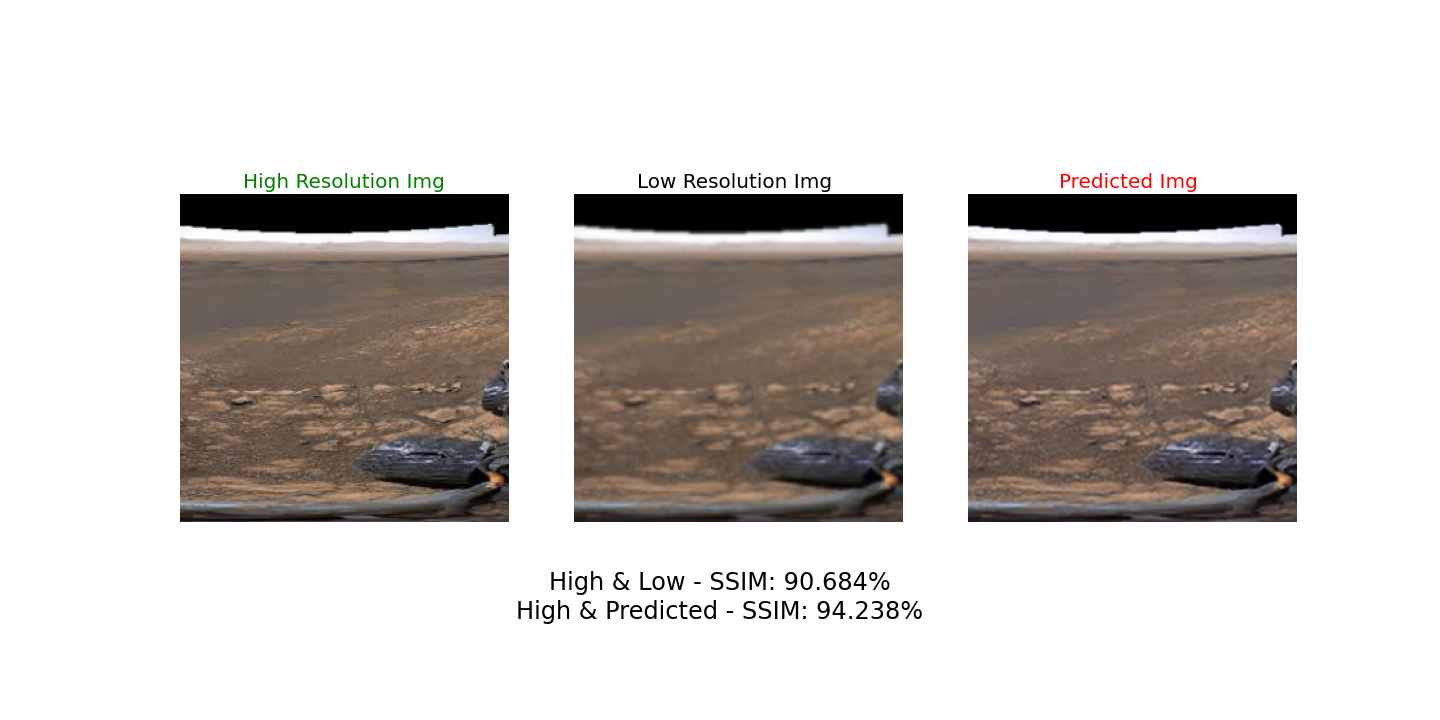 High Resolution Img
Low Resolution Img
Predicted Img
High & Low - SSIM: 90.684%
High & Predicted - SSIM: 94.238%